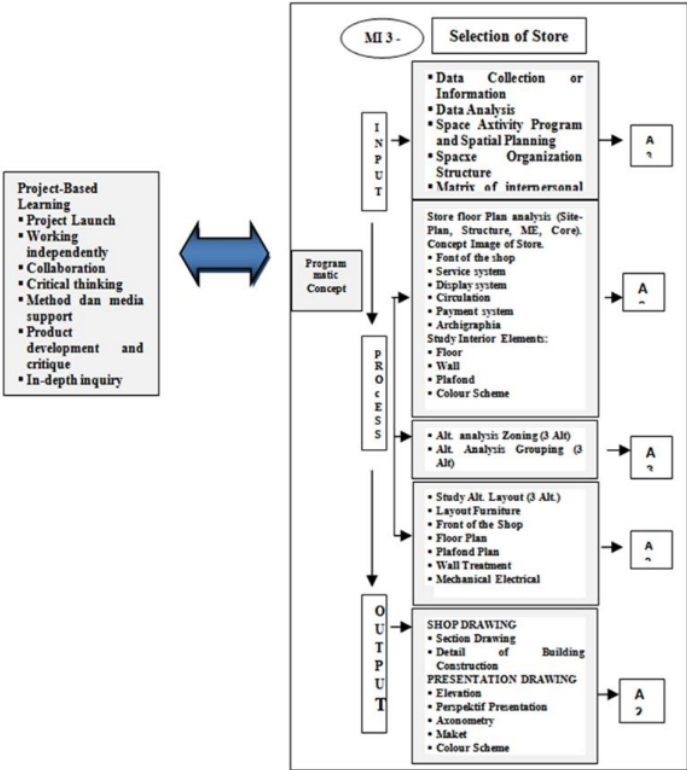 MI 3 -
Selection of Store
▪ Data Collection or
Information
▪ Data Analysis
▪ Space Axtivity Program
and Spatial Planning
▪ Spacxe Organization
Structure
▪ Matrix of interpersonal
I
N
P
U
T
A
Project-Based
Learning
▪ Project Launch
▪ Working
independently
▪ Collaboration
▪ Critical thinking
▪ Method dan media
support
▪ Product
development and
critique
▪ In-depth inquiry
Program
matic
Concept
Store floor Plan analysis (Site-
Plan, Structure, ME, Core).
Concept Image of Store.
▪ Font of the shop
▪ Service system
▪ Display system
▪ Circulation
▪ Payment system
▪ Archigraphia
Study Interior Elements:
▪ Floor
▪ Wall
▪ Plafond
▪ Colour Scheme
A
P
R
O
c
E
S
S
▪ Alt. analysis Zoning (3 Alt)
▪ Alt. Analysis Grouping (3
Alt)
A
▪ Study Alt. Layout (3 Alt.)
▪ Layout Furniture
▪ Front of the Shop
▪ Floor Plan
▪ Plafond Plan
▪ Wall Treatment
▪ Mechanical Electrical
A
O
U
T
P
U
T
SHOP DRAWING
▪ Section Drawing
▪ Detail of Building
Construction
PRESENTATION DRAWING
▪ Elevation
▪ Perspektif Presentation
▪ Axonometry
▪ Maket
▪ Colour Scheme
A